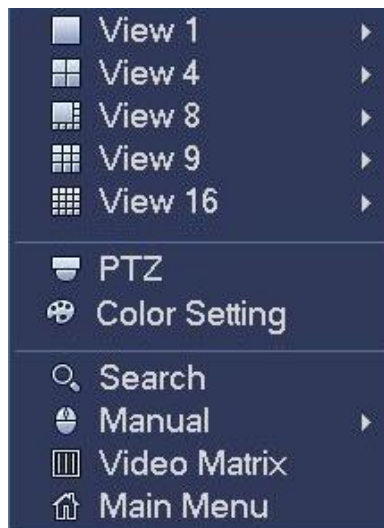 View 1
View 4
View 8
View 9
View 16
PTZ
Color Setting
Search
Manual
Video Matrix
Main Menu